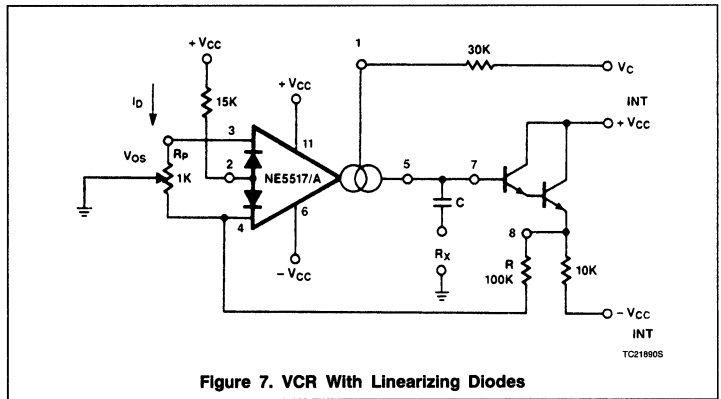 + VCC
1
30K
VC
INT
+ VCC
ID
15K
+ VCC
3
11
VOS
RP
1K
2
NE5517/A
5
7
4
6
C
RX
8
R
100K
10K
- VCC
- VCC
INT
TC21890S
Figure 7. VCR With Linearizing Diodes